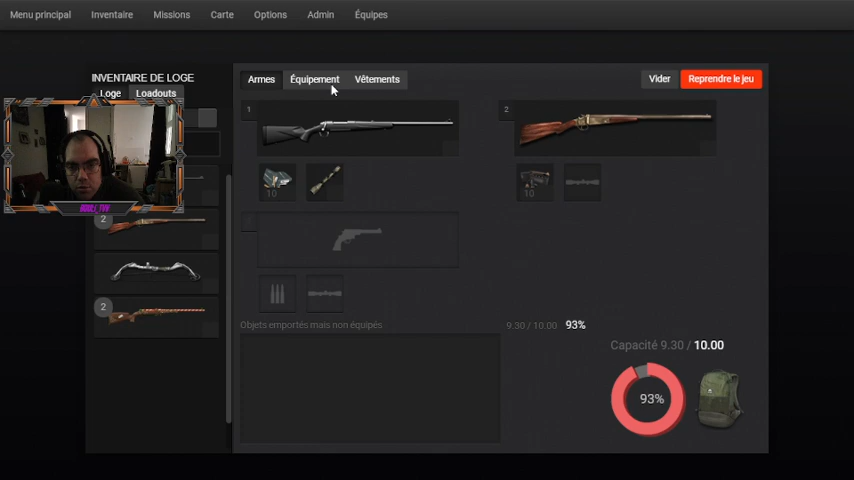 Menu principal Inventaire Missions Carte Options Admin Équipes
INVENTAIRE DE LOGE
Loge Loadouts
Armes Équipement Vêtements Vider Reprendre le jeu
1
2
10
10
2
2
Objets emportés mais non équipés 9.30 / 10.00 93%
Capacité 9.30 / 10.00
93%